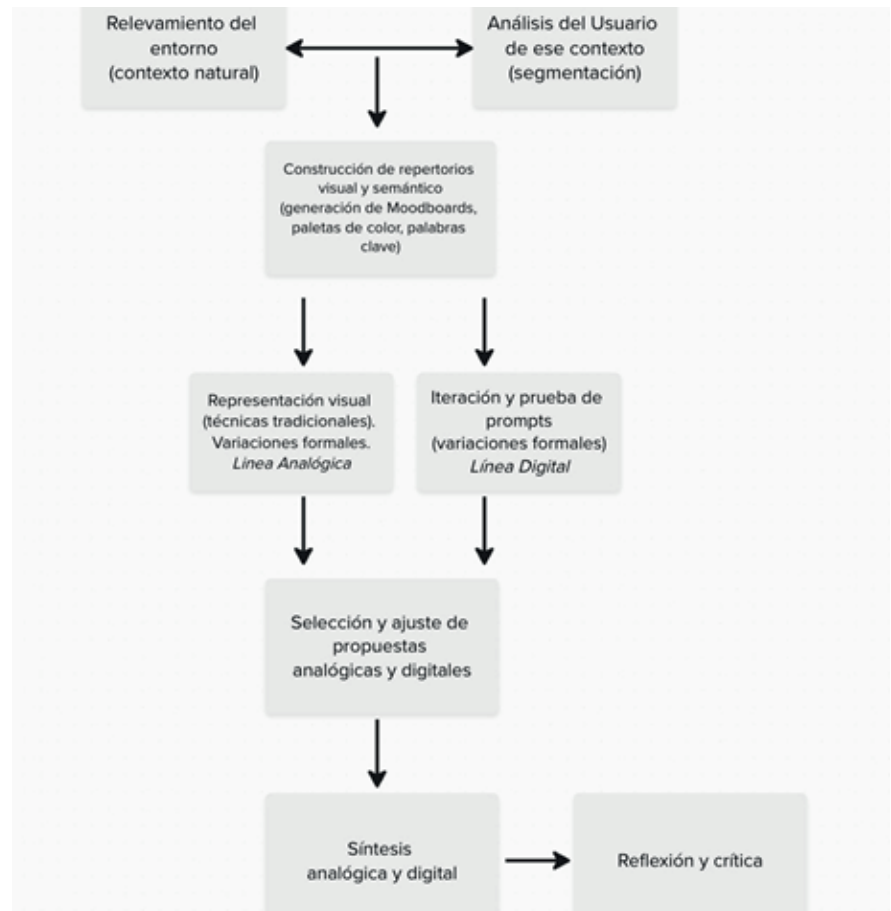 Relevamiento del
entorno
(contexto natural)
Análisis del Usuario
de ese contexto
(segmentación)
Construcción de repertorios
visual y semántico
(generación de Moodboards,
paletas de color, palabras
clave)
Representación visual
(técnicas tradicionales).
Variaciones formales.
Linea Analógica
Iteración y prueba de
prompts
(variaciones formales)
Línea Digital
Selección y ajuste de
propuestas
analógicas y digitales
Síntesis
analógica y digital
Reflexión y crítica